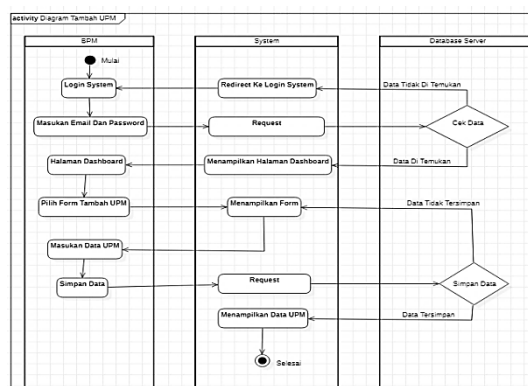 activity Diagram Tambah UPM
BPM
System
Database Server
Mulai
Login System
Redirect Ke Login System
Data Tidak Di Temukan
Masukan Email Dan Password
Request
Cek Data
Halaman Dashboard
Menampilkan Halaman Dashboard
Data Di Temukan
Pilih Form Tambah UPM
Menampilkan Form
Data Tidak Tersimpan
Masukan Data UPM
Simpan Data
Request
Simpan Data
Menampilkan Data UPM
Data Tersimpan
Selesai